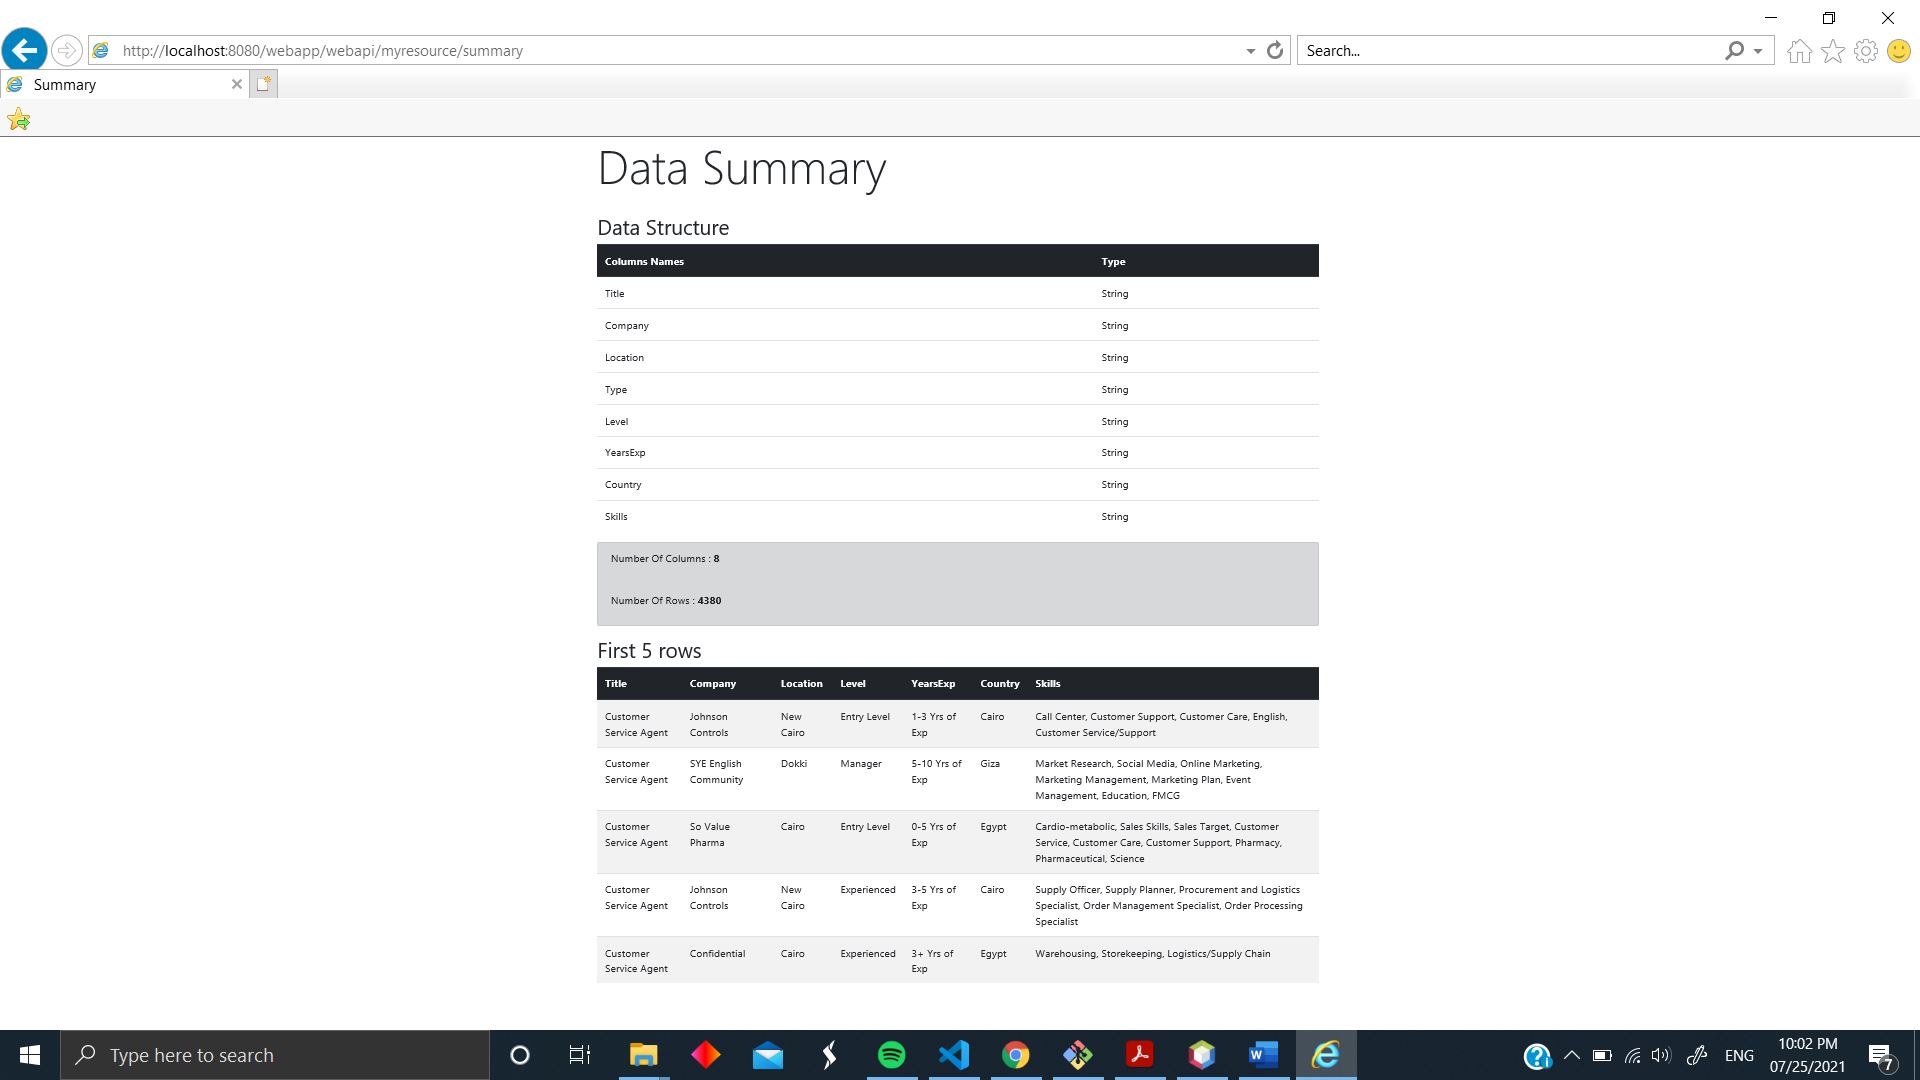 http://localhost:8080/webapp/webapi/myresource/summary
Search...
Summary
Data Summary
Data Structure
Columns Names Type
Title String
Company String
Location String
Type String
Level String
YearsExp String
Country String
Skills String
Number Of Columns : 8
Number Of Rows : 4380
First 5 rows
Title Company Location Level YearsExp Country Skills
Customer Johnson New Entry Level 1-3 Yrs of Cairo Call Center, Customer Support, Customer Care, English,
Service Agent Controls Cairo Exp Customer Service/Support
Customer SYE English Dokki Manager 5-10 Yrs of Giza Market Research, Social Media, Online Marketing,
Service Agent Community Exp Marketing Management, Marketing Plan, Event
Management, Education, FMCG
Customer So Value Cairo Entry Level 0-5 Yrs of Egypt Cardio-metabolic, Sales Skills, Sales Target, Customer
Service Agent Pharma Exp Service, Customer Care, Customer Support, Pharmacy,
Pharmaceutical, Science
Customer Johnson New Experienced 3-5 Yrs of Cairo Supply Officer, Supply Planner, Procurement and Logistics
Service Agent Controls Cairo Exp Specialist, Order Management Specialist, Order Processing
Specialist
Customer Confidential Cairo Experienced 3+ Yrs of Egypt Warehousing, Storekeeping, Logistics/Supply Chain
Service Agent Exp
Type here to search
ENG
10:02 PM
07/25/2021
7